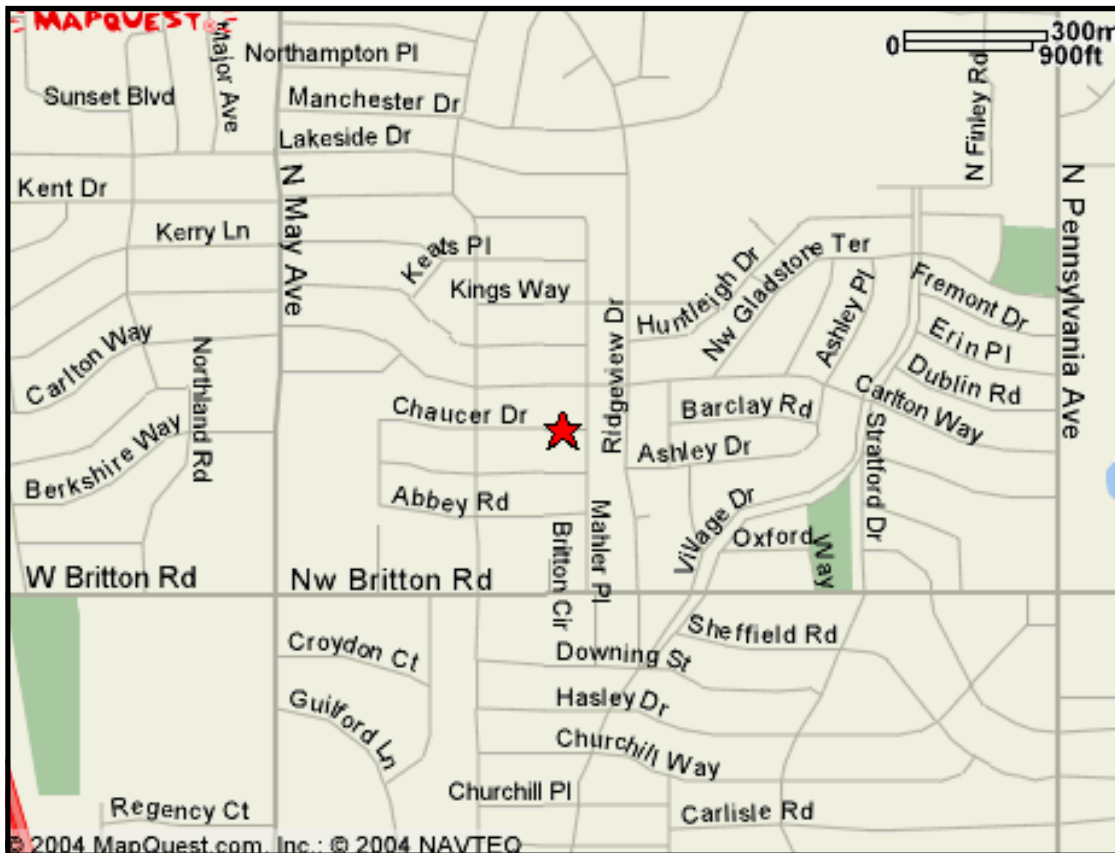 MAPQUEST
0 300m
900ft
Northampton Pl
Major Ave
Sunset Blvd
Manchester Dr
N Finley Rd
Lakeside Dr
Kent Dr
N May Ave
N Pennsylvania Ave
Kerry Ln
Keats Pl
Nw Gladstone Ter
Huntleigh Dr
Kings Way
Fremont Dr
Ashley Pl
Ridgeview Dr
Erin Pl
Carlton Way
Northland Rd
Dublin Rd
Carlton Way
Chaucer Dr
Barclay Rd
Stratford Dr
Berkshire Way
Ashley Dr
Abbey Rd
Mahler Pl
Village Dr
Oxford Way
Britton Cir
W Britton Rd
Nw Britton Rd
Sheffield Rd
Croydon Ct
Downing St
Guilford Ln
Hasley Dr
Churchill Way
Churchill Pl
Regency Ct
Carlisle Rd
© 2004 MapQuest.com, Inc.; © 2004 NAVTEQ